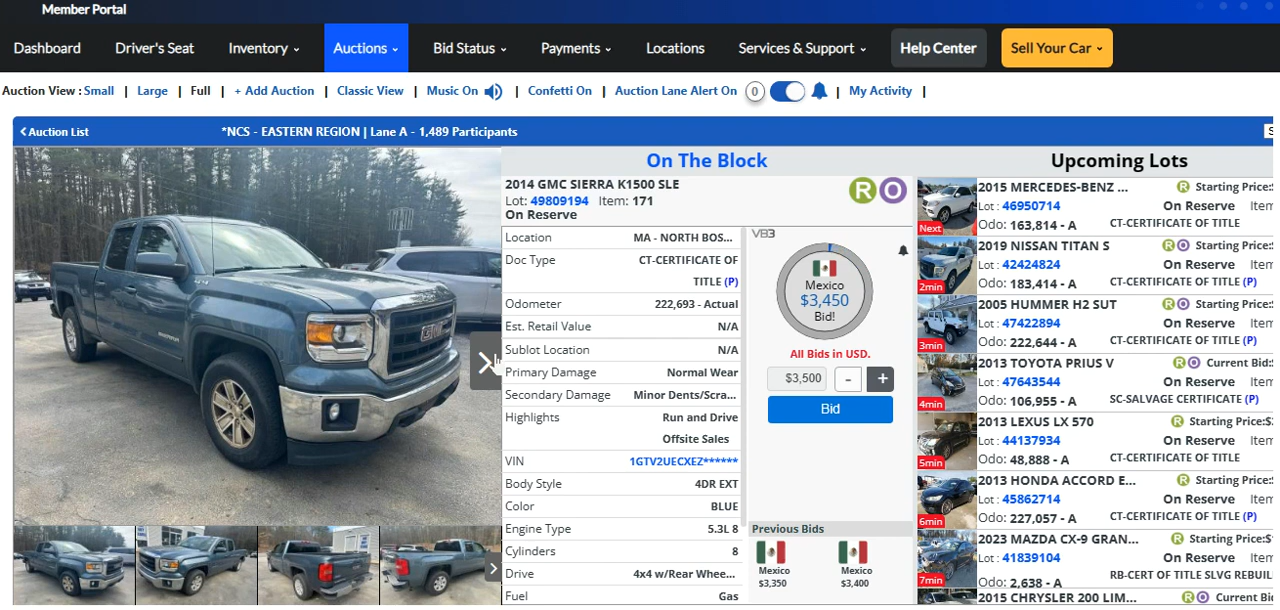 Member Portal
Dashboard Driver's Seat Inventory Auctions Bid Status Payments Locations Services & Support Help Center Sell Your Car
Auction View : Small | Large | Full | + Add Auction | Classic View | Music On | Confetti On | Auction Lane Alert On 0 | My Activity |
Auction List *NCS - EASTERN REGION | Lane A - 1,489 Participants
On The Block
2014 GMC SIERRA K1500 SLE R O
Lot: 49809194 Item: 171
On Reserve
Location MA - NORTH BOS...
Doc Type CT-CERTIFICATE OF
TITLE (P)
Odometer 222,693 - Actual
Est. Retail Value N/A
Sublot Location N/A
Primary Damage Normal Wear
Secondary Damage Minor Dents/Scra...
Highlights Run and Drive
Offsite Sales
VIN 1GTV2UECXEZ******
Body Style 4DR EXT
Color BLUE
Engine Type 5.3L 8
Cylinders 8
Drive 4x4 w/Rear Whee...
Fuel Gas
VB3
Mexico
$3,450
Bid!
All Bids in USD.
$3,500 - +
Bid
Previous Bids
Mexico Mexico
$3,350 $3,400
Upcoming Lots
2015 MERCEDES-BENZ ... R Starting Price:
Lot : 46950714 On Reserve Item
Next Odo: 163,814 - A CT-CERTIFICATE OF TITLE
2019 NISSAN TITAN S R O Starting Price:
Lot : 42424824 On Reserve Item
2min Odo: 183,414 - A CT-CERTIFICATE OF TITLE (P)
2005 HUMMER H2 SUT R O Starting Price:
Lot : 47422894 On Reserve Item
3min Odo: 222,644 - A CT-CERTIFICATE OF TITLE (P)
2013 TOYOTA PRIUS V R O Current Bid:
Lot : 47643544 On Reserve Item
4min Odo: 106,955 - A SC-SALVAGE CERTIFICATE (P)
2013 LEXUS LX 570 R Starting Price:
Lot : 44137934 On Reserve Item
5min Odo: 48,888 - A CT-CERTIFICATE OF TITLE
2013 HONDA ACCORD E... R Starting Price:
Lot : 45862714 On Reserve Item
6min Odo: 227,057 - A CT-CERTIFICATE OF TITLE (P)
2023 MAZDA CX-9 GRAN... R Starting Price:
Lot : 41839104 On Reserve Item
7min Odo: 2,638 - A RB-CERT OF TITLE SLVG REBUIL
2015 CHRYSLER 200 LIM... R O Current Bid